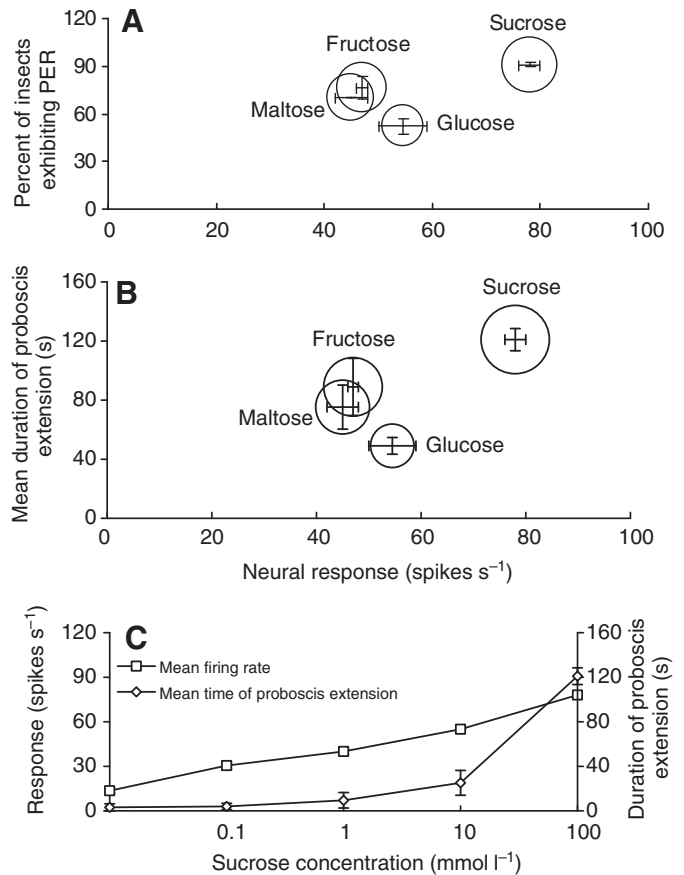 A
Percent of insects
exhibiting PER
120
90
60
30
0
Sucrose
Fructose
Maltose
Glucose
0 20 40 60 80 100
B
Mean duration of proboscis
extension (s)
160
120
80
40
0
Sucrose
Fructose
Maltose
Glucose
0 20 40 60 80 100
Neural response (spikes s⁻¹)
C
Response (spikes s⁻¹)
120
90
60
30
0
Mean firing rate
Mean time of proboscis extension
160
120
80
40
0
Duration of proboscis
extension (s)
0.1 1 10 100
Sucrose concentration (mmol l⁻¹)